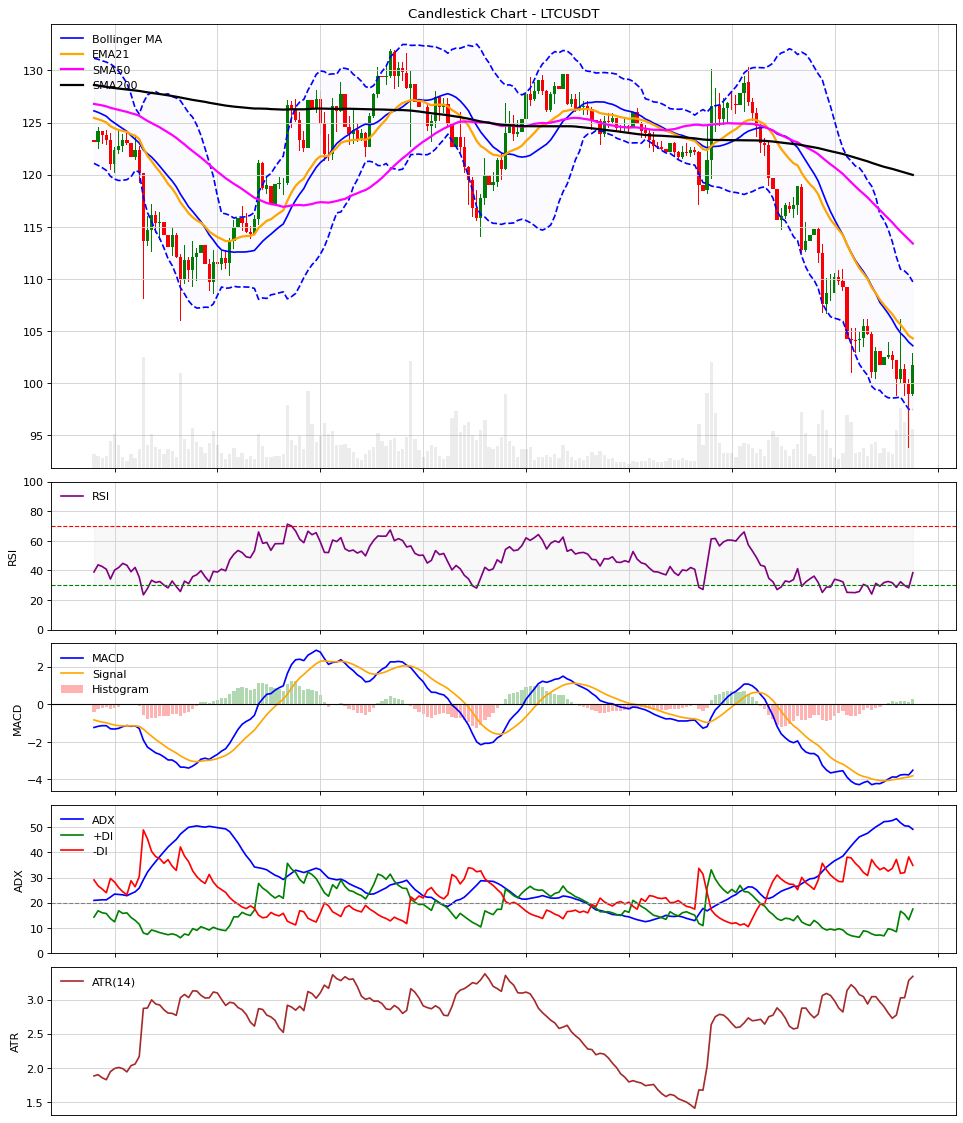 Candlestick Chart - LTCUSDT
Bollinger MA
EMA21
SMA50
SMA200
130
125
120
115
110
105
100
95
RSI
100
80
60
40
20
0
RSI
MACD
Signal
Histogram
2
0
−2
−4
MACD
ADX
+DI
-DI
50
40
30
20
10
0
ADX
ATR(14)
3.0
2.5
2.0
1.5
ATR